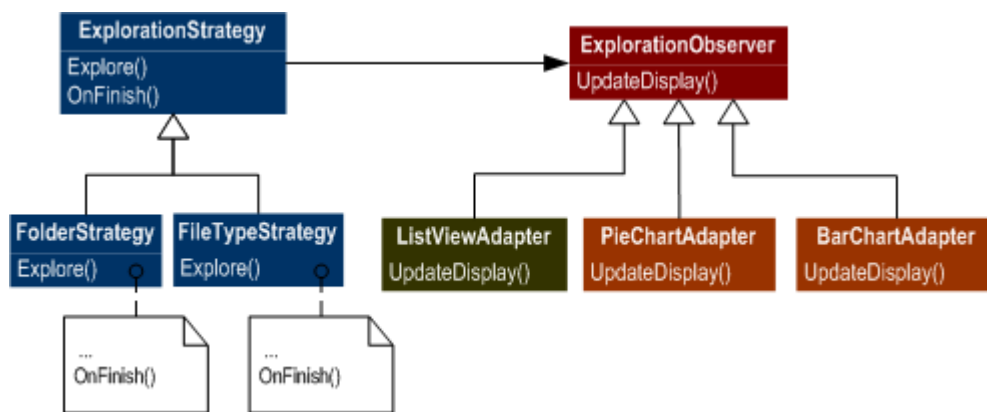 ExplorationStrategy
Explore()
OnFinish()
ExplorationObserver
UpdateDisplay()
FolderStrategy
Explore()
FileTypeStrategy
Explore()
ListViewAdapter
UpdateDisplay()
PieChartAdapter
UpdateDisplay()
BarChartAdapter
UpdateDisplay()
...
OnFinish()
...
OnFinish()